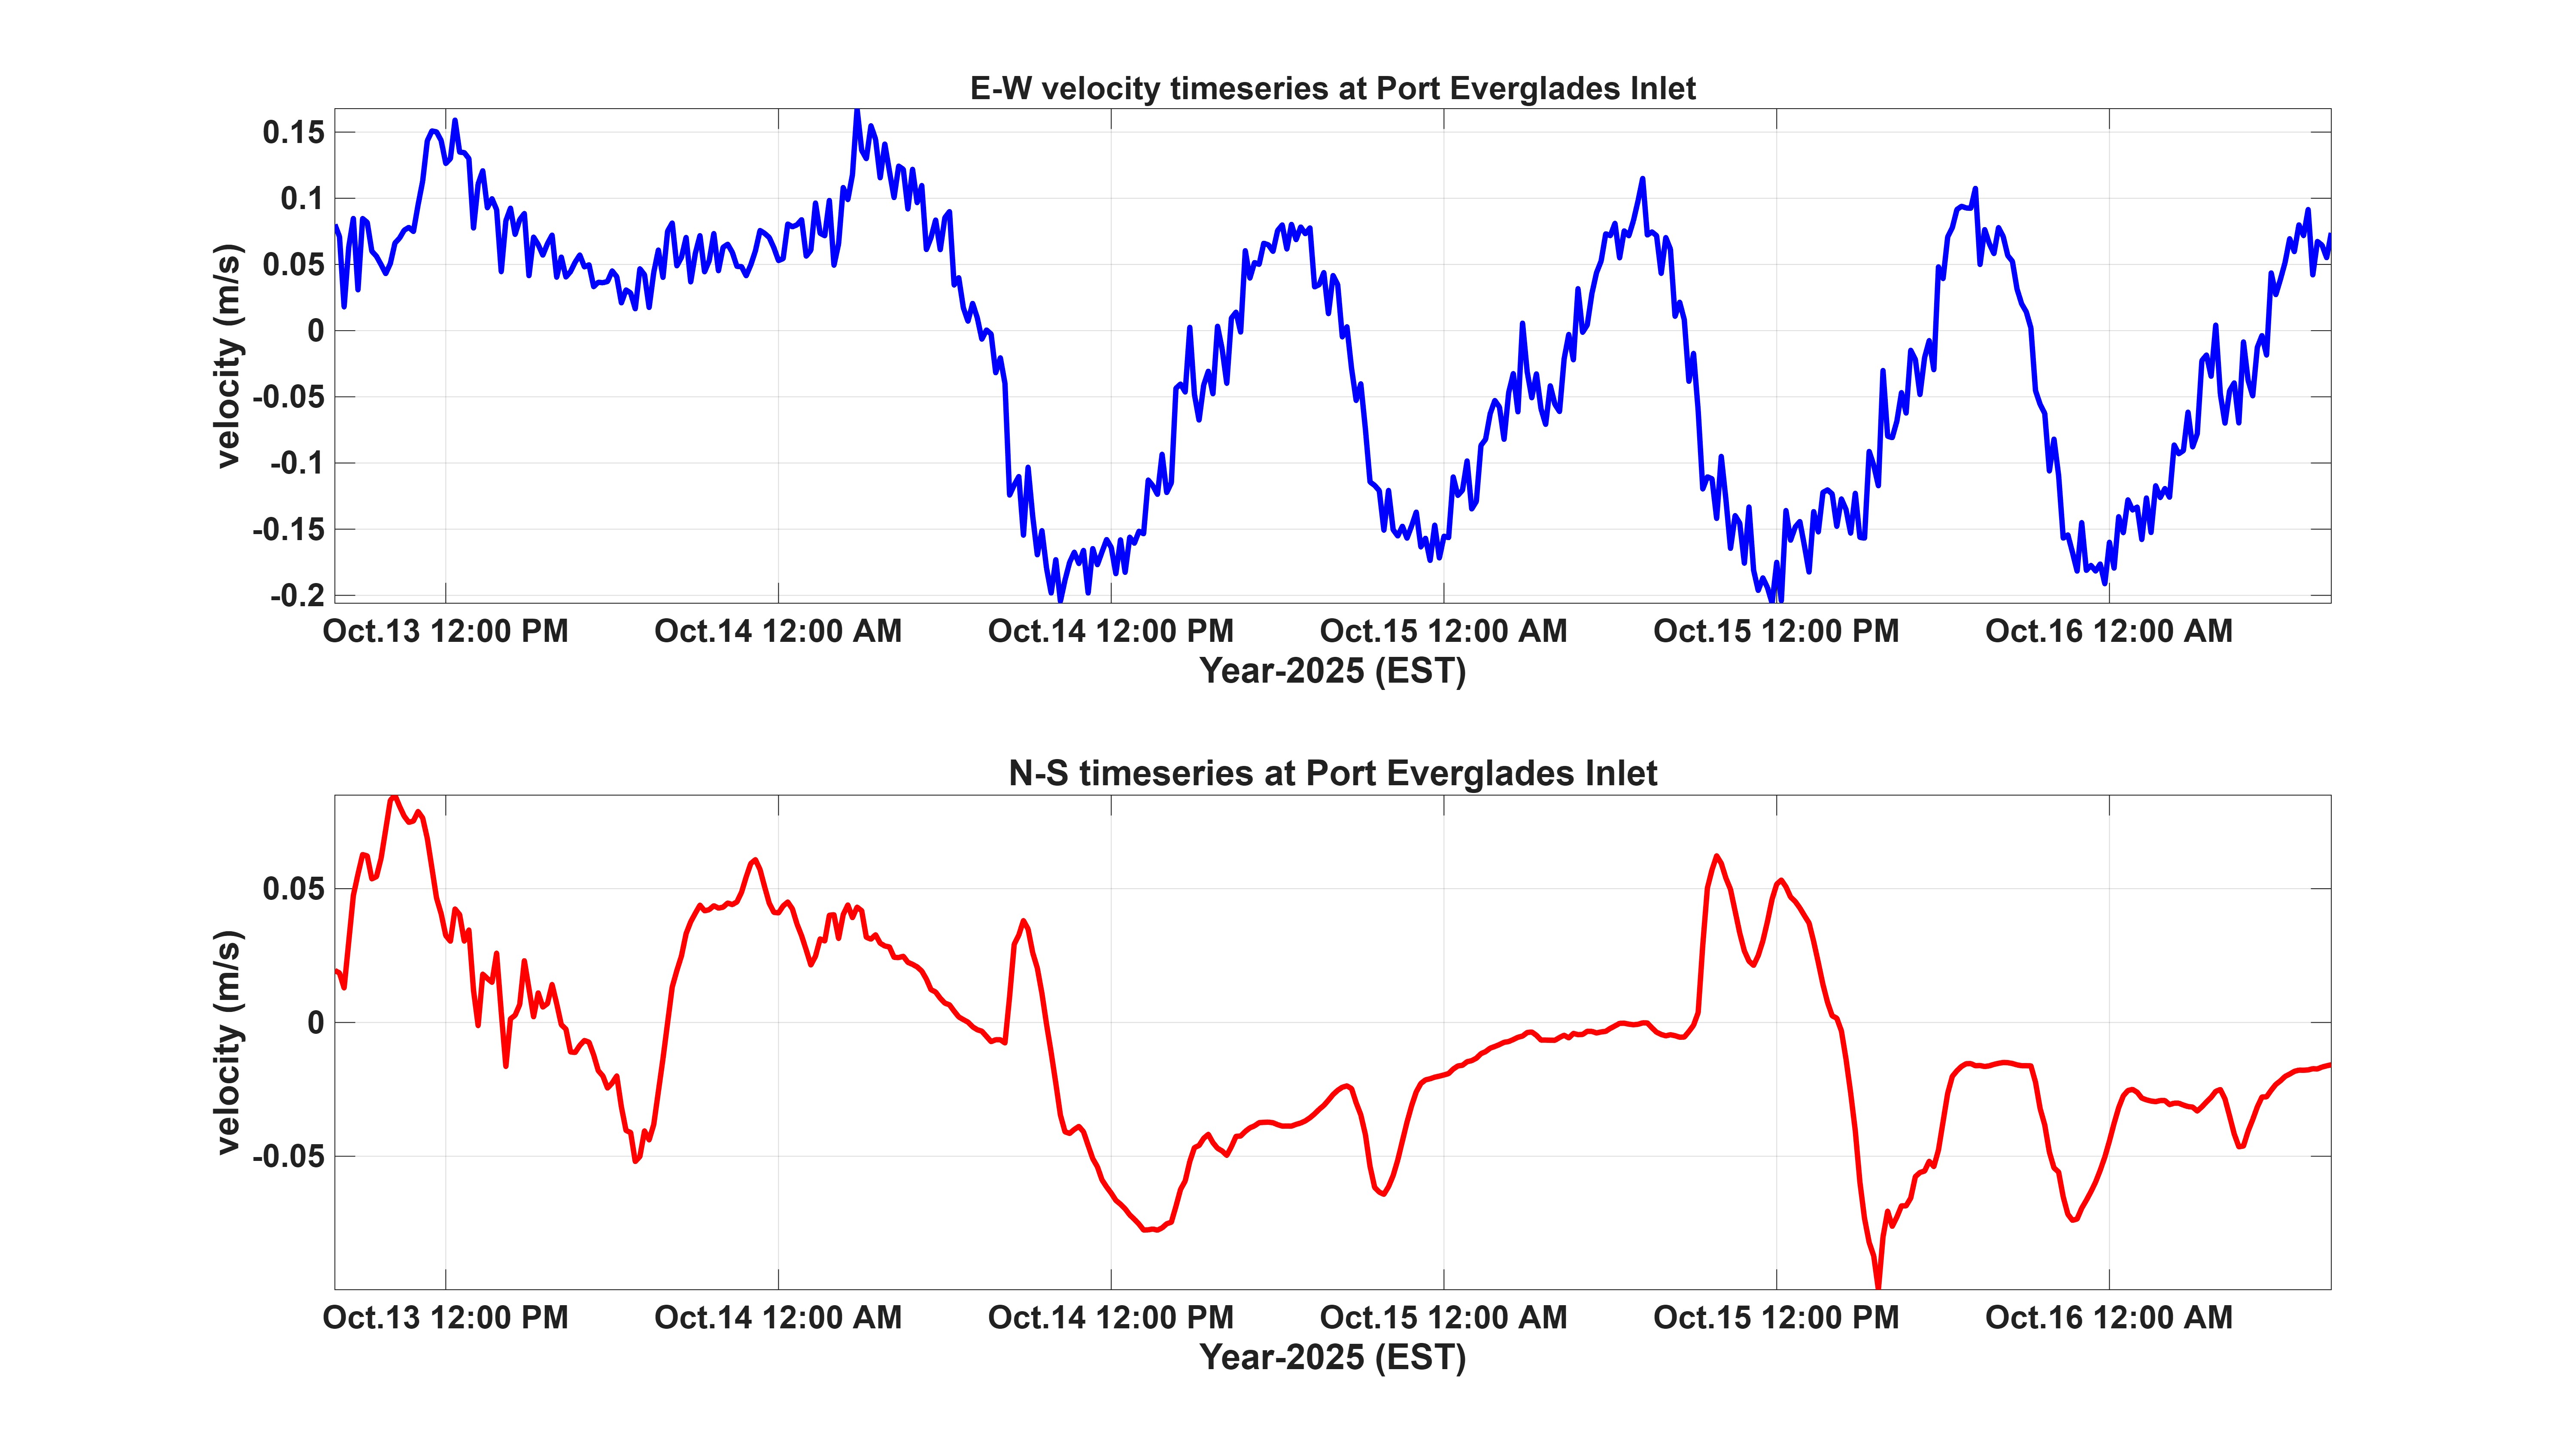 E-W velocity timeseries at Port Everglades Inlet
velocity (m/s)
0.15
0.1
0.05
0
-0.05
-0.1
-0.15
-0.2
Oct.13 12:00 PM Oct.14 12:00 AM Oct.14 12:00 PM Oct.15 12:00 AM Oct.15 12:00 PM Oct.16 12:00 AM
Year-2025 (EST)
N-S timeseries at Port Everglades Inlet
velocity (m/s)
0.05
0
-0.05
Oct.13 12:00 PM Oct.14 12:00 AM Oct.14 12:00 PM Oct.15 12:00 AM Oct.15 12:00 PM Oct.16 12:00 AM
Year-2025 (EST)